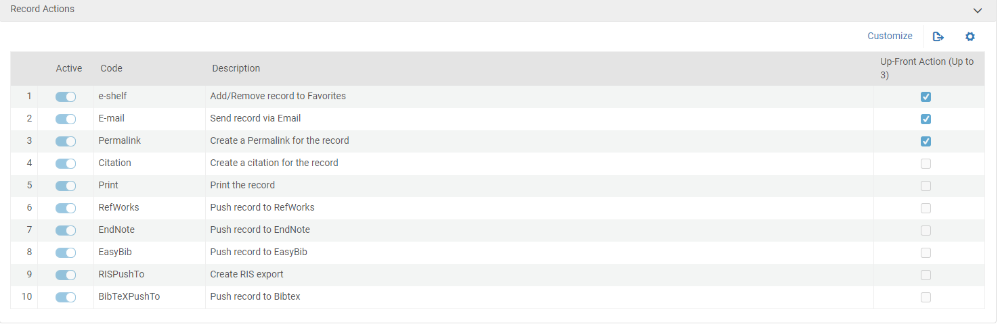 Record Actions
Customize
Active Code Description Up-Front Action (Up to
3)
1 e-shelf Add/Remove record to Favorites
2 E-mail Send record via Email
3 Permalink Create a Permalink for the record
4 Citation Create a citation for the record
5 Print Print the record
6 RefWorks Push record to RefWorks
7 EndNote Push record to EndNote
8 EasyBib Push record to EasyBib
9 RISPushTo Create RIS export
10 BibTeXPushTo Push record to Bibtex